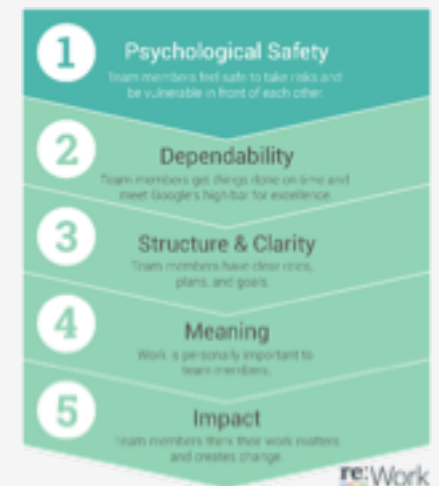 1
Psychological Safety
Team members feel safe to take risks and
be vulnerable in front of each other.
2
Dependability
Team members get things done on time and
meet Google's high bar for excellence.
3
Structure & Clarity
Team members have clear roles,
plans, and goals.
4
Meaning
Work is personally important to
team members.
5
Impact
Team members think their work matters
and creates change.
re:Work